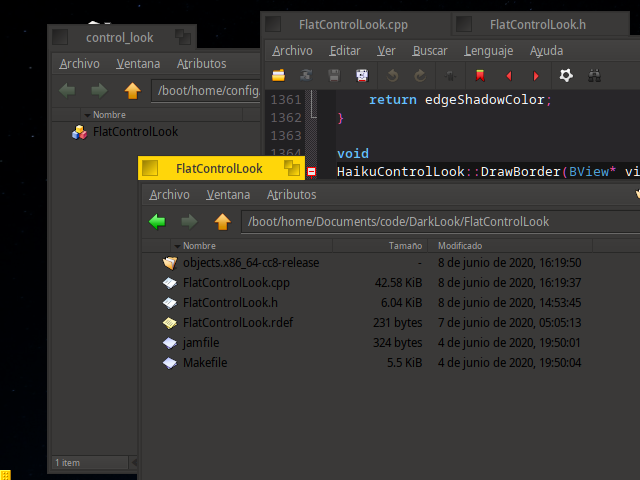 control_look
Archivo Ventana Atributos
/boot/home/config
Nombre
FlatControlLook
1 item
FlatControlLook.cpp FlatControlLook.h
Archivo Editar Ver Buscar Lenguaje Ayuda
1361 return edgeShadowColor;
1362 }
1363
1364 void
HaikuControlLook::DrawBorder(BView* vi
FlatControlLook
Archivo Ventana Atributos
/boot/home/Documents/code/DarkLook/FlatControlLook
Nombre Tamaño Modificado
objects.x86_64-cc8-release - 8 de junio de 2020, 16:19:50
FlatControlLook.cpp 42.58 KiB 8 de junio de 2020, 16:19:37
FlatControlLook.h 6.04 KiB 8 de junio de 2020, 14:53:45
FlatControlLook.rdef 231 bytes 7 de junio de 2020, 05:05:13
jamfile 324 bytes 4 de junio de 2020, 19:50:01
Makefile 5.5 KiB 4 de junio de 2020, 19:50:04